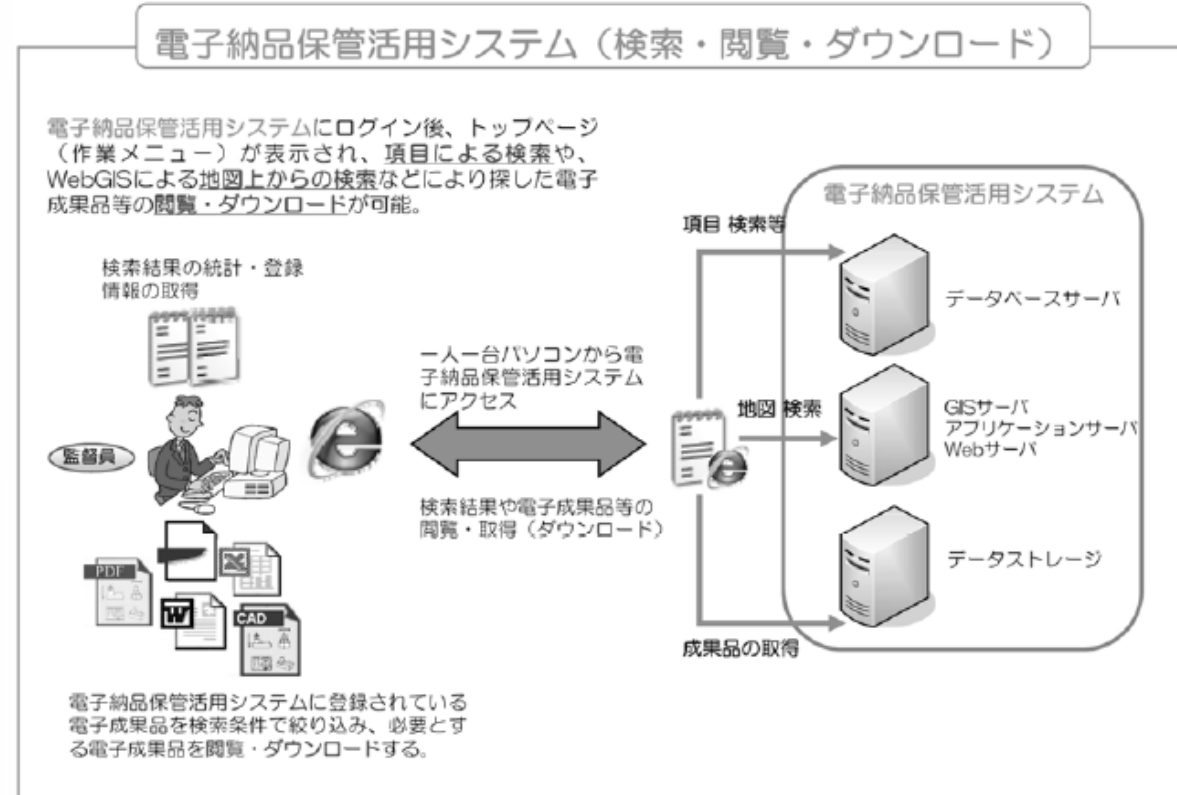 電子納品保管活用システム（検索・閲覧・ダウンロード）
電子納品保管活用システムにログイン後、トップページ
（作業メニュー）が表示され、項目による検索や、
WebGISによる地図上からの検索などにより探した電子
成果品等の閲覧・ダウンロードが可能。
電子納品保管活用システム
項目 検索等
検索結果の統計・登録
情報の取得
データベースサーバ
一人一台パソコンから電
子納品保管活用システム
にアクセス
地図 検索
GISサーバ
アプリケーションサーバ
Webサーバ
監督員
検索結果や電子成果品等の
閲覧・取得（ダウンロード）
データストレージ
PDF
W
CAD
成果品の取得
電子納品保管活用システムに登録されている
電子成果品を検索条件で絞り込み、必要とす
る電子成果品を閲覧・ダウンロードする。